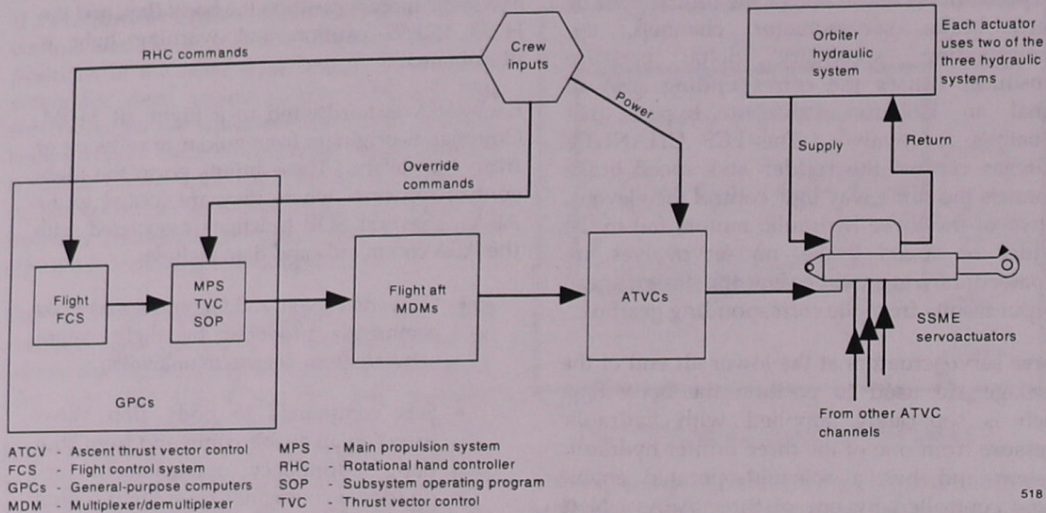 RHC commands
Crew
inputs
Power
Orbiter
hydraulic
system
Each actuator
uses two of the
three hydraulic
systems
Supply
Return
Override
commands
Flight
FCS
MPS
TVC
SOP
Flight aft
MDMs
ATVCs
SSME
servoactuators
GPCs
From other ATVC
channels
ATCV - Ascent thrust vector control
FCS - Flight control system
GPCs - General-purpose computers
MDM - Multiplexer/demultiplexer
MPS - Main propulsion system
RHC - Rotational hand controller
SOP - Subsystem operating program
TVC - Thrust vector control
518